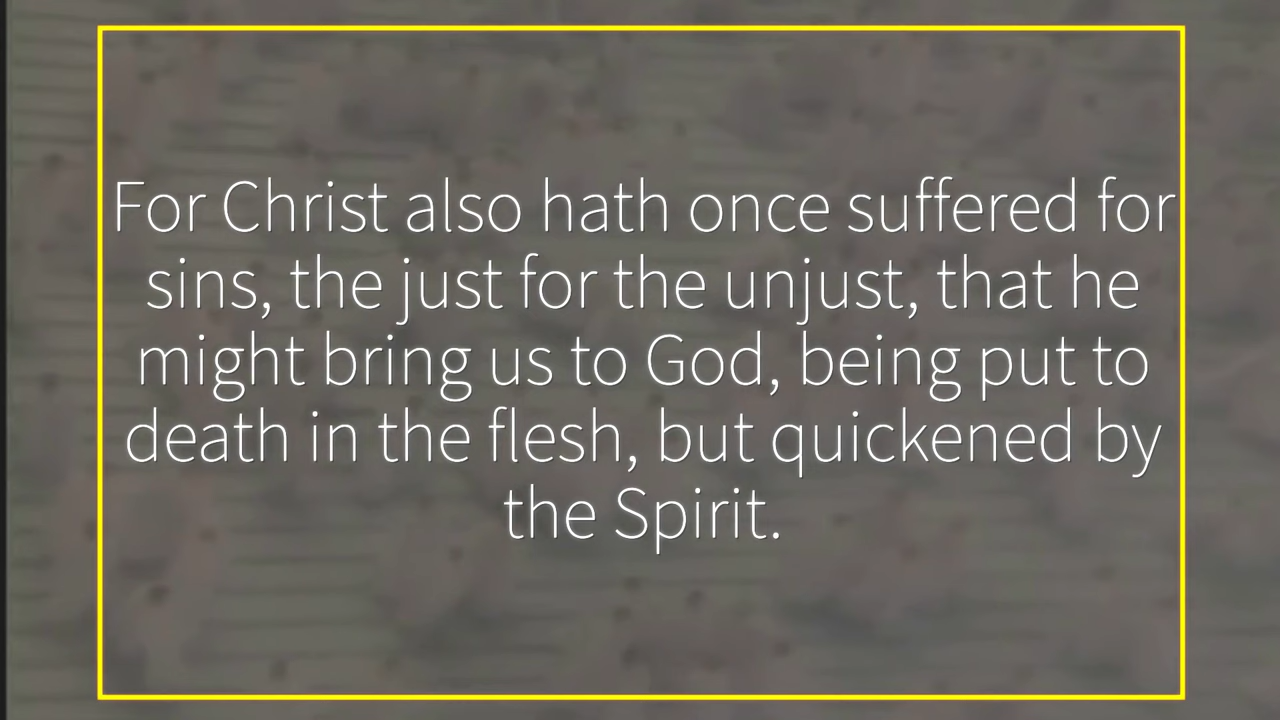 For Christ also hath once suffered for
sins, the just for the unjust, that he
might bring us to God, being put to
death in the flesh, but quickened by
the Spirit.